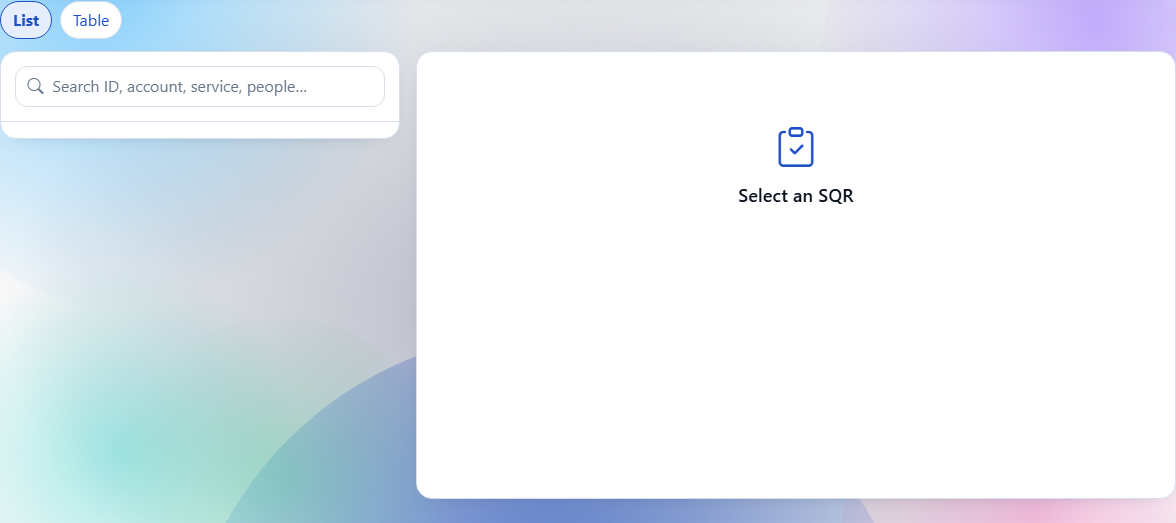 List
Table
Search ID, account, service, people...
Select an SQR